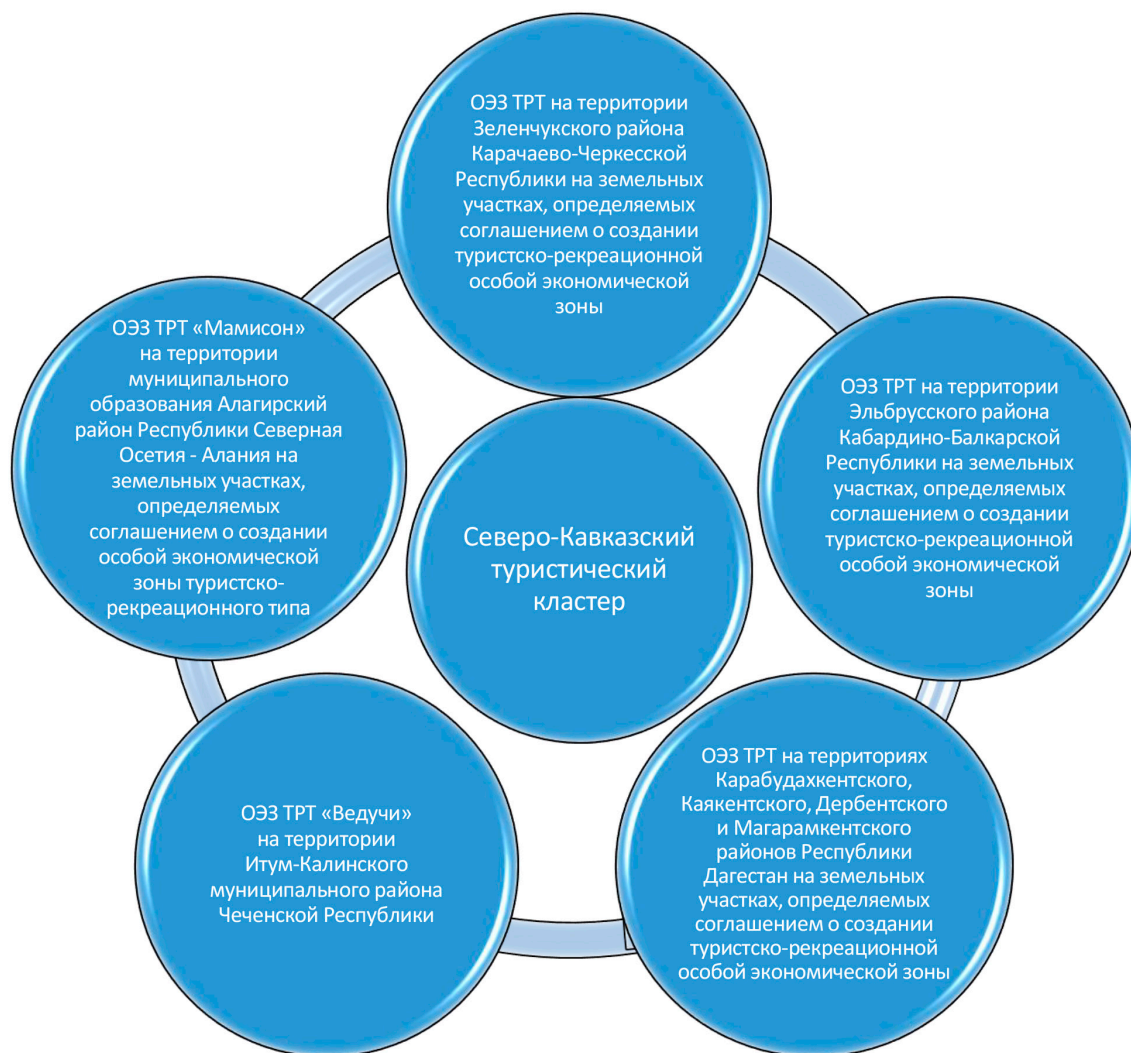 ОЭЗ ТРТ на территории
Зеленчукского района
Карачаево-Черкесской
Республики на земельных
участках, определяемых
соглашением о создании
туристско-рекреационной
особой экономической
зоны
ОЭЗ ТРТ на территории
Эльбрусского района
Кабардино-Балкарской
Республики на земельных
участках, определяемых
соглашением о создании
туристско-рекреационной
особой экономической
зоны
ОЭЗ ТРТ на территориях
Карабудахкентского,
Каякентского, Дербентского
и Магарамкентского
районов Республики
Дагестан на земельных
участках, определяемых
соглашением о создании
туристско-рекреационной
особой экономической зоны
ОЭЗ ТРТ «Ведучи»
на территории
Итум-Калинского
муниципального района
Чеченской Республики
ОЭЗ ТРТ «Мамисон»
на территории
муниципального
образования Алагирский
район Республики Северная
Осетия - Алания на
земельных участках,
определяемых
соглашением о создании
особой экономической
зоны туристско-
рекреационного типа
Северо-Кавказский
туристический
кластер